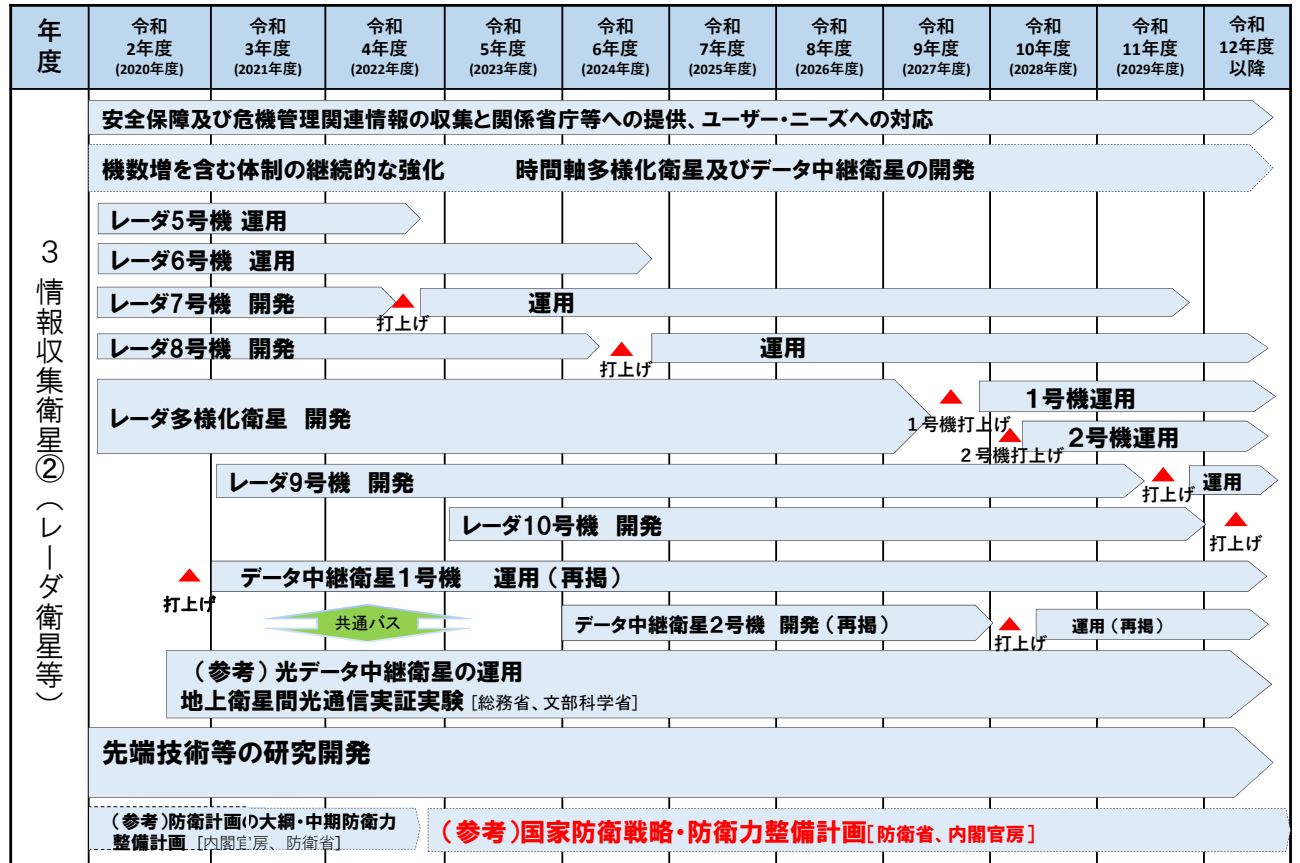 年度
令和
2年度
(2020年度)
令和
3年度
(2021年度)
令和
4年度
(2022年度)
令和
5年度
(2023年度)
令和
6年度
(2024年度)
令和
7年度
(2025年度)
令和
8年度
(2026年度)
令和
9年度
(2027年度)
令和
10年度
(2028年度)
令和
11年度
(2029年度)
令和
12年度
以降
3 情報収集衛星②(レーダ衛星等)
安全保障及び危機管理関連情報の収集と関係省庁等への提供、ユーザー・ニーズへの対応
機数増を含む体制の継続的な強化 時間軸多様化衛星及びデータ中継衛星の開発
レーダ5号機 運用
レーダ6号機 運用
レーダ7号機 開発
打上げ
運用
レーダ8号機 開発
打上げ
運用
レーダ多様化衛星 開発
1号機打上げ
1号機運用
2号機打上げ
2号機運用
レーダ9号機 開発
打上げ
運用
レーダ10号機 開発
打上げ
打上げ
データ中継衛星1号機 運用(再掲)
共通バス
データ中継衛星2号機 開発(再掲)
打上げ
運用(再掲)
(参考)光データ中継衛星の運用
地上衛星間光通信実証実験 [総務省、文部科学省]
先端技術等の研究開発
(参考)防衛計画の大綱・中期防衛力
整備計画 [内閣官房、防衛省]
(参考)国家防衛戦略・防衛力整備計画[防衛省、内閣官房]